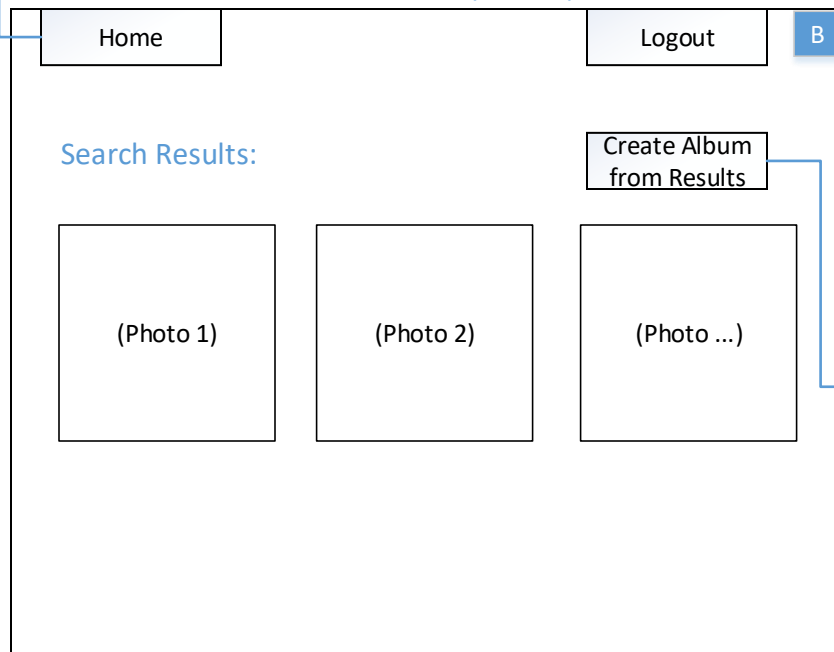 Home
Logout
B
Search Results:
Create Album
from Results
(Photo 1)
(Photo 2)
(Photo ...)